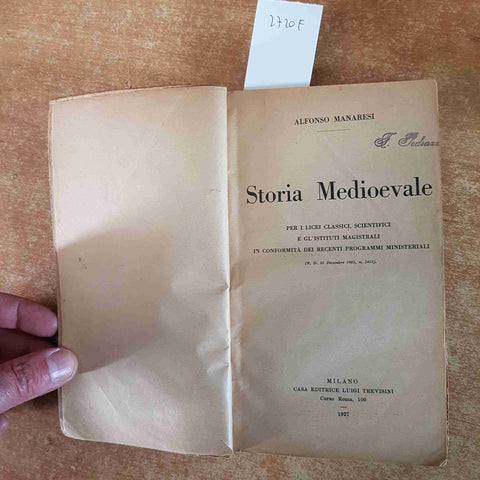 2720F
ALFONSO MANARESI
Storia Medioevale
PER I LICEI CLASSICI, SCIENTIFICI
E GL'ISTITUTI MAGISTRALI
IN CONFORMITÀ DEI RECENTI PROGRAMMI MINISTERIALI
MILANO
CASA EDITRICE LUIGI TREVISINI
Corso Roma, 100
1927